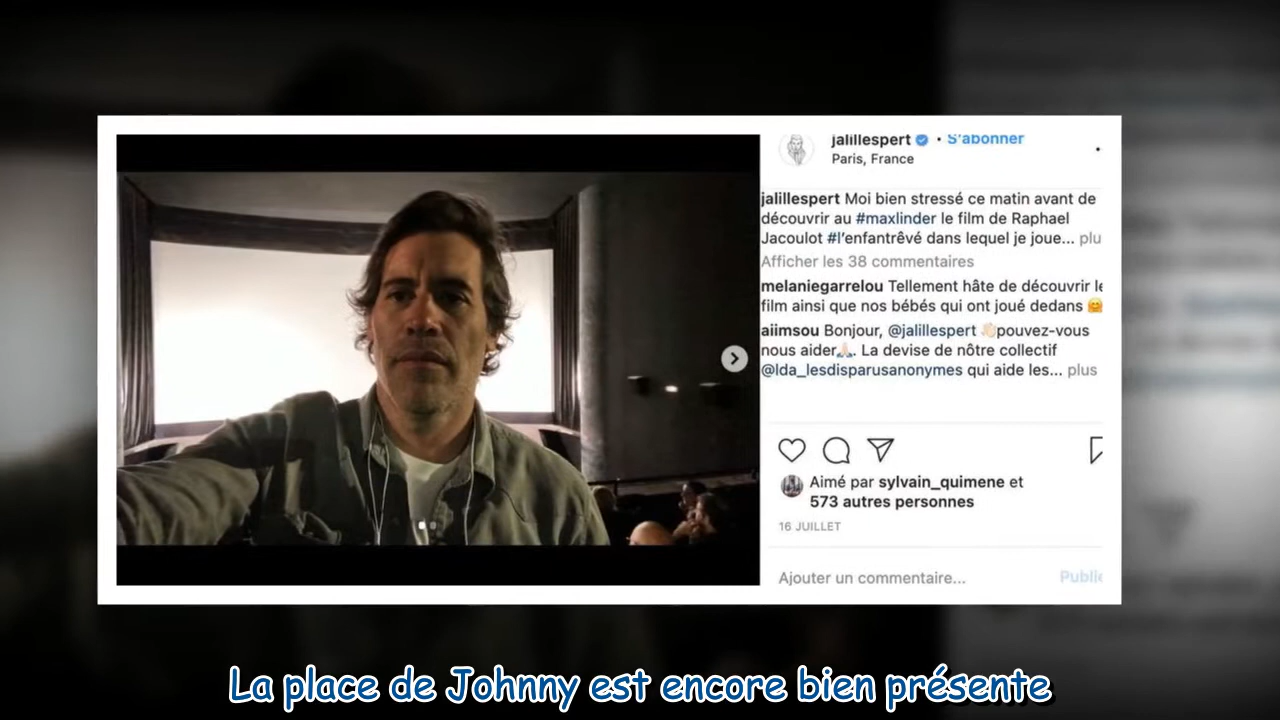 jalillespert • S'abonner
Paris, France
jalillespert Moi bien stressé ce matin avant de
découvrir au #maxlinder le film de Raphael
Jacoulot #l'enfantrêvé dans lequel je joue... plu
Afficher les 38 commentaires
melaniegarrelou Tellement hâte de découvrir le
film ainsi que nos bébés qui ont joué dedans 🤗
aiimsou Bonjour, @jalillespert 👋🏻pouvez-vous
nous aider🙏🏻. La devise de nôtre collectif
@lda_lesdisparusanonymes qui aide les... plus
Aimé par sylvain_quimene et
573 autres personnes
16 JUILLET
Ajouter un commentaire... Publie
La place de Johnny est encore bien présente